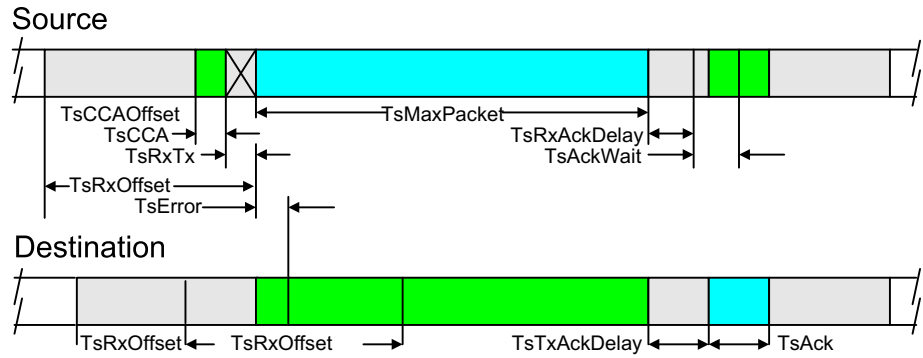 Source
TsCCAOffset
TsMaxPacket
TsCCA
TsRxAckDelay
TsRxTx
TsAckWait
TsRxOffset
TsError
Destination
TsRxOffset
TsRxOffset
TsTxAckDelay
TsAck